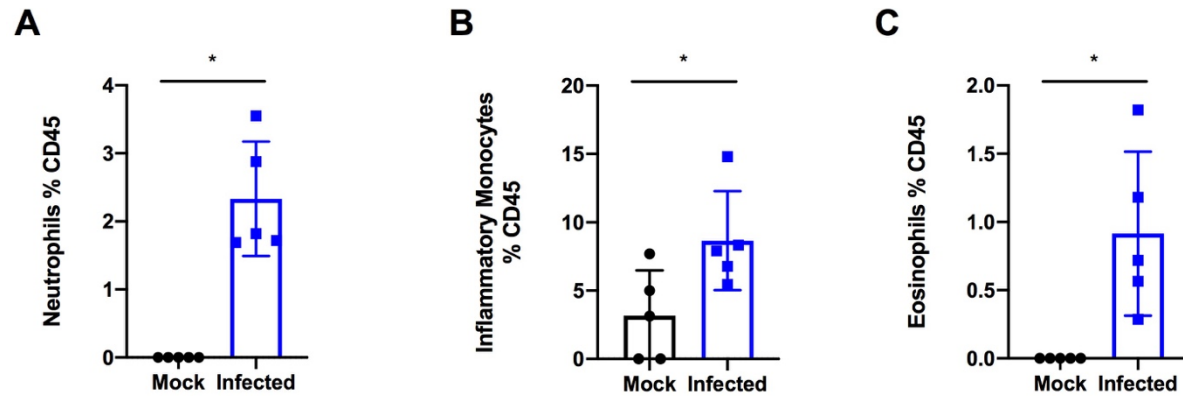 A
*
Neutrophils % CD45
4
3
2
1
0
Mock Infected
B
*
Inflammatory Monocytes
% CD45
20
15
10
5
0
Mock Infected
C
*
Eosinophils % CD45
2.0
1.5
1.0
0.5
0.0
Mock Infected